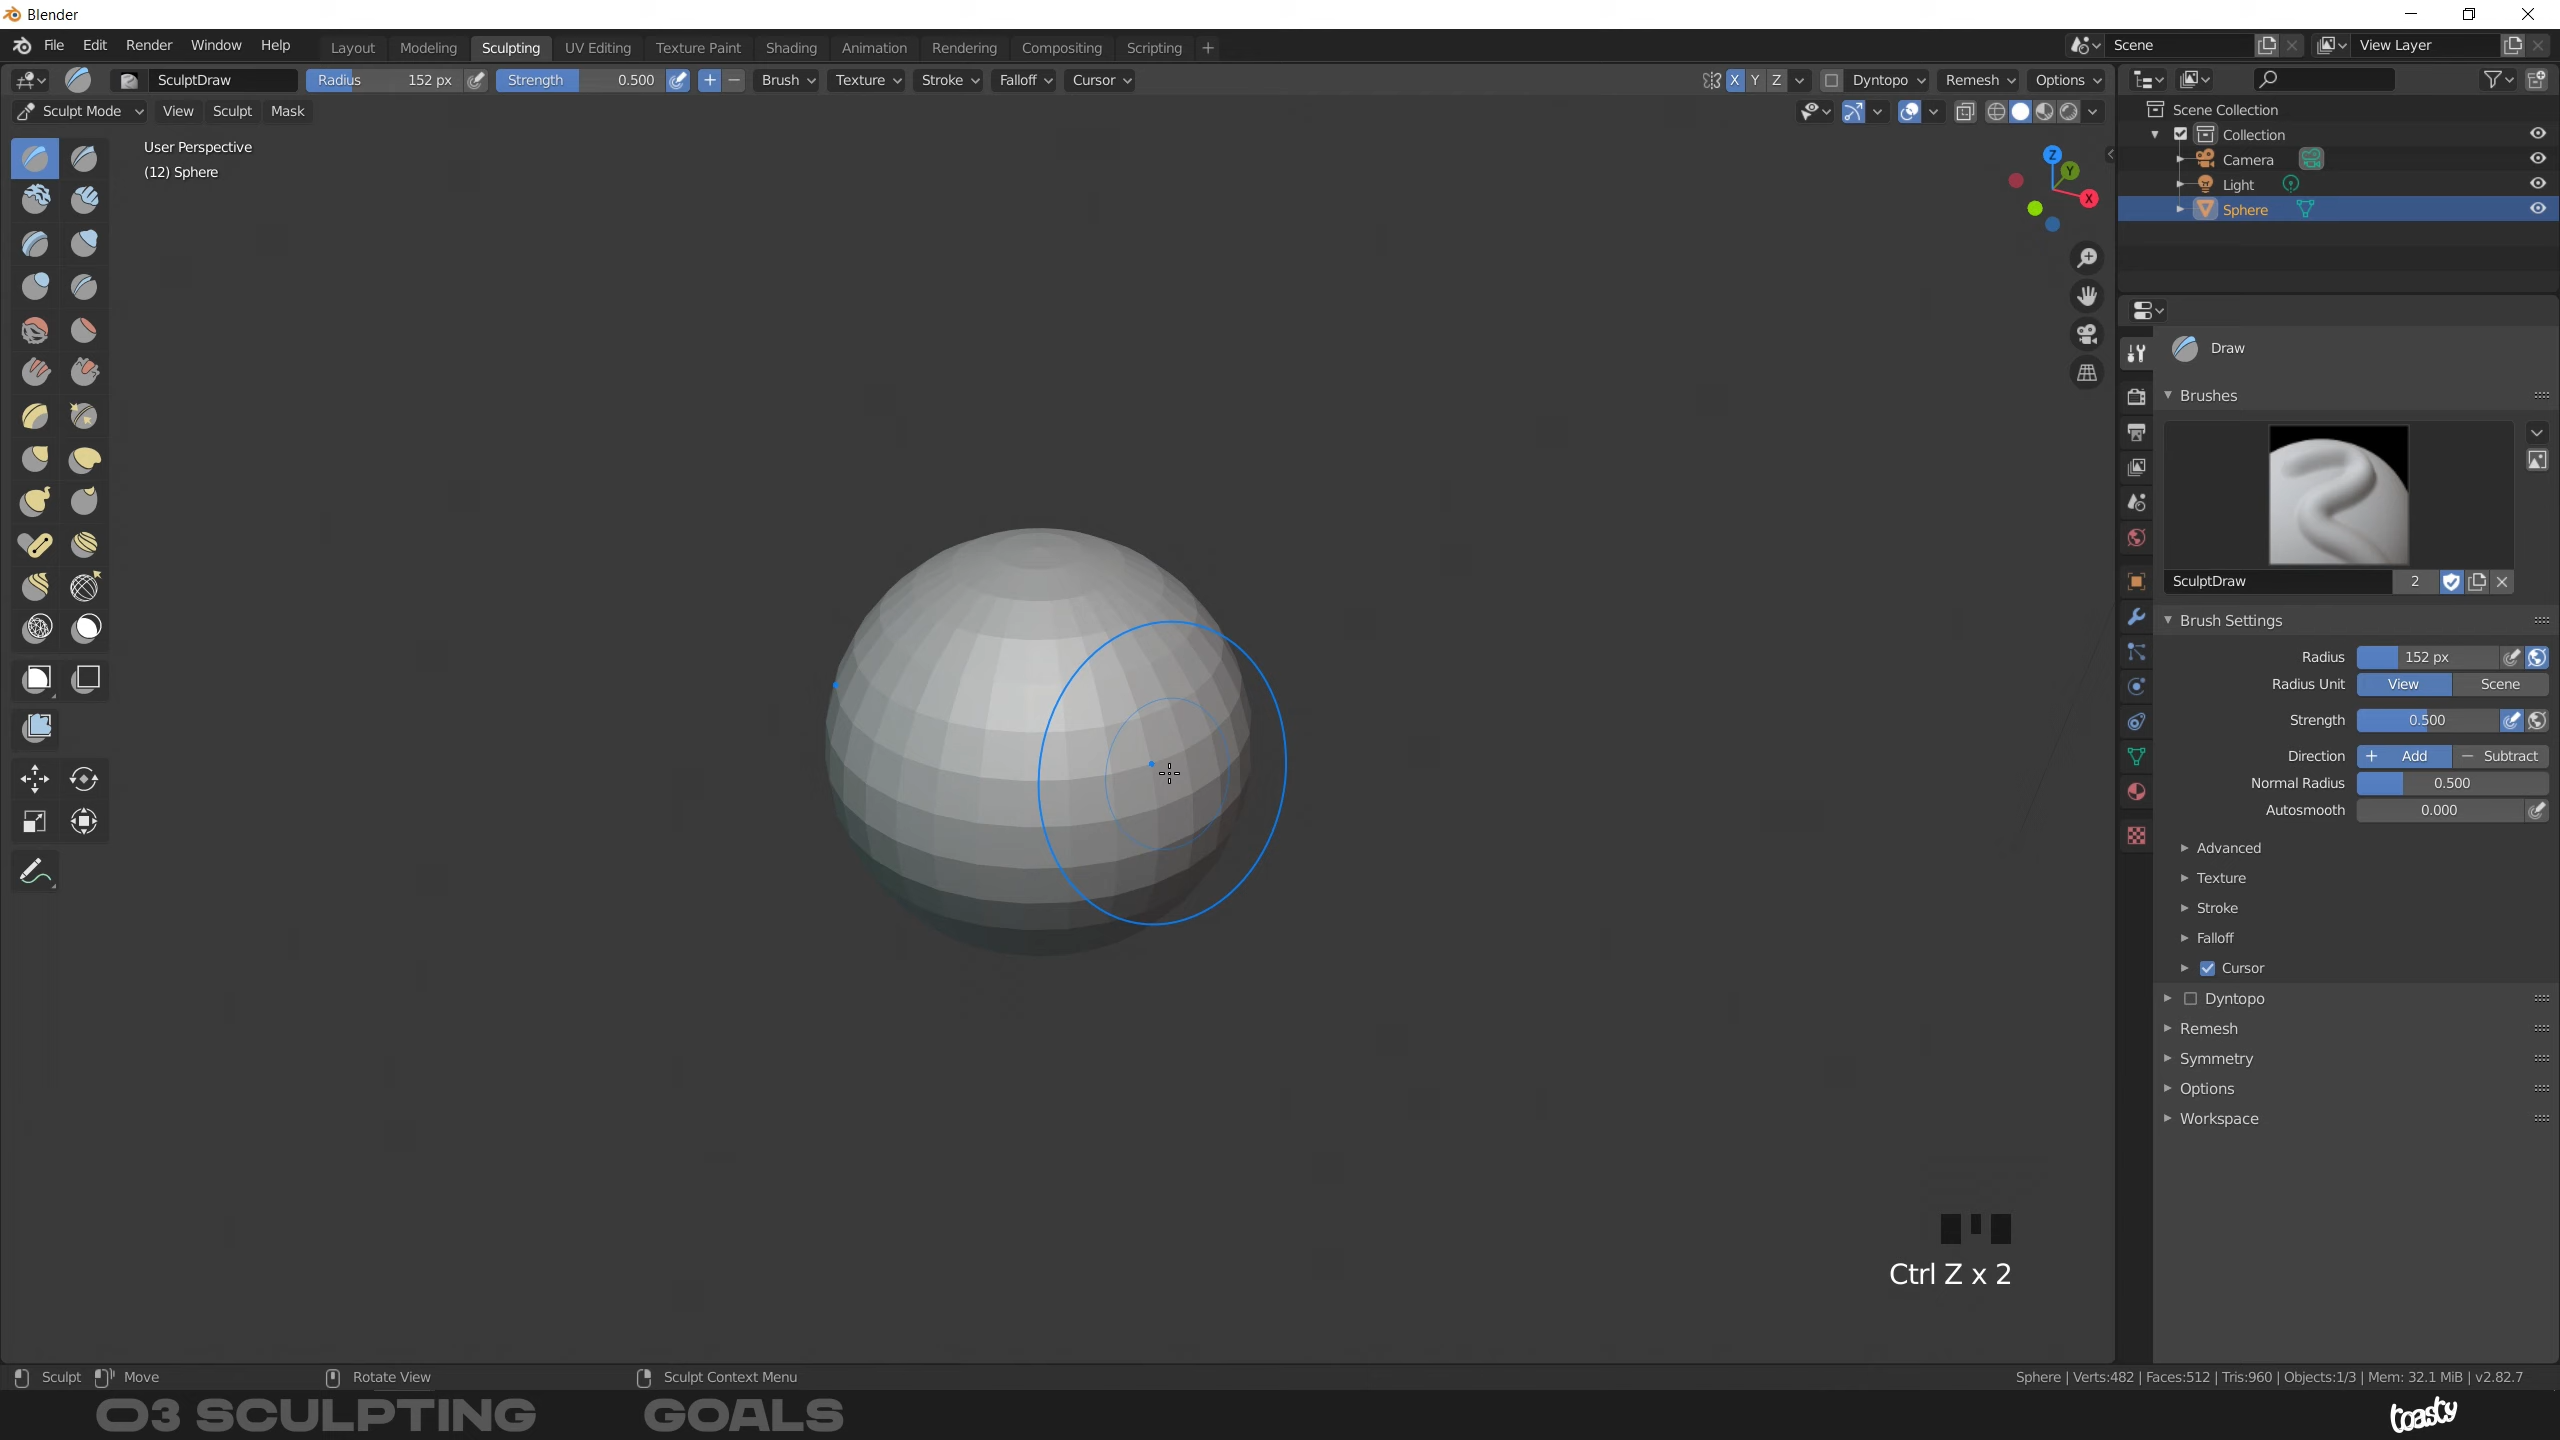 Blender
File Edit Render Window Help Layout Modeling Sculpting UV Editing Texture Paint Shading Animation Rendering Compositing Scripting + Scene View Layer
SculptDraw Radius 152 px Strength 0.500 + − Brush Texture Stroke Falloff Cursor X Y Z Dyntopo Remesh Options
Sculpt Mode View Sculpt Mask
User Perspective
(12) Sphere
Z
Y
X
Scene Collection
Collection
Camera
Light
Sphere
Draw
Brushes
SculptDraw 2
Brush Settings
Radius 152 px
Radius Unit View Scene
Strength 0.500
Direction + Add − Subtract
Normal Radius 0.500
Autosmooth 0.000
Advanced
Texture
Stroke
Falloff
Cursor
Dyntopo
Remesh
Symmetry
Options
Workspace
Ctrl Z x 2
Sculpt Move Rotate View Sculpt Context Menu Sphere | Verts:482 | Faces:512 | Tris:960 | Objects:1/3 | Mem: 32.1 MiB | v2.82.7
03 SCULPTING GOALS toasty